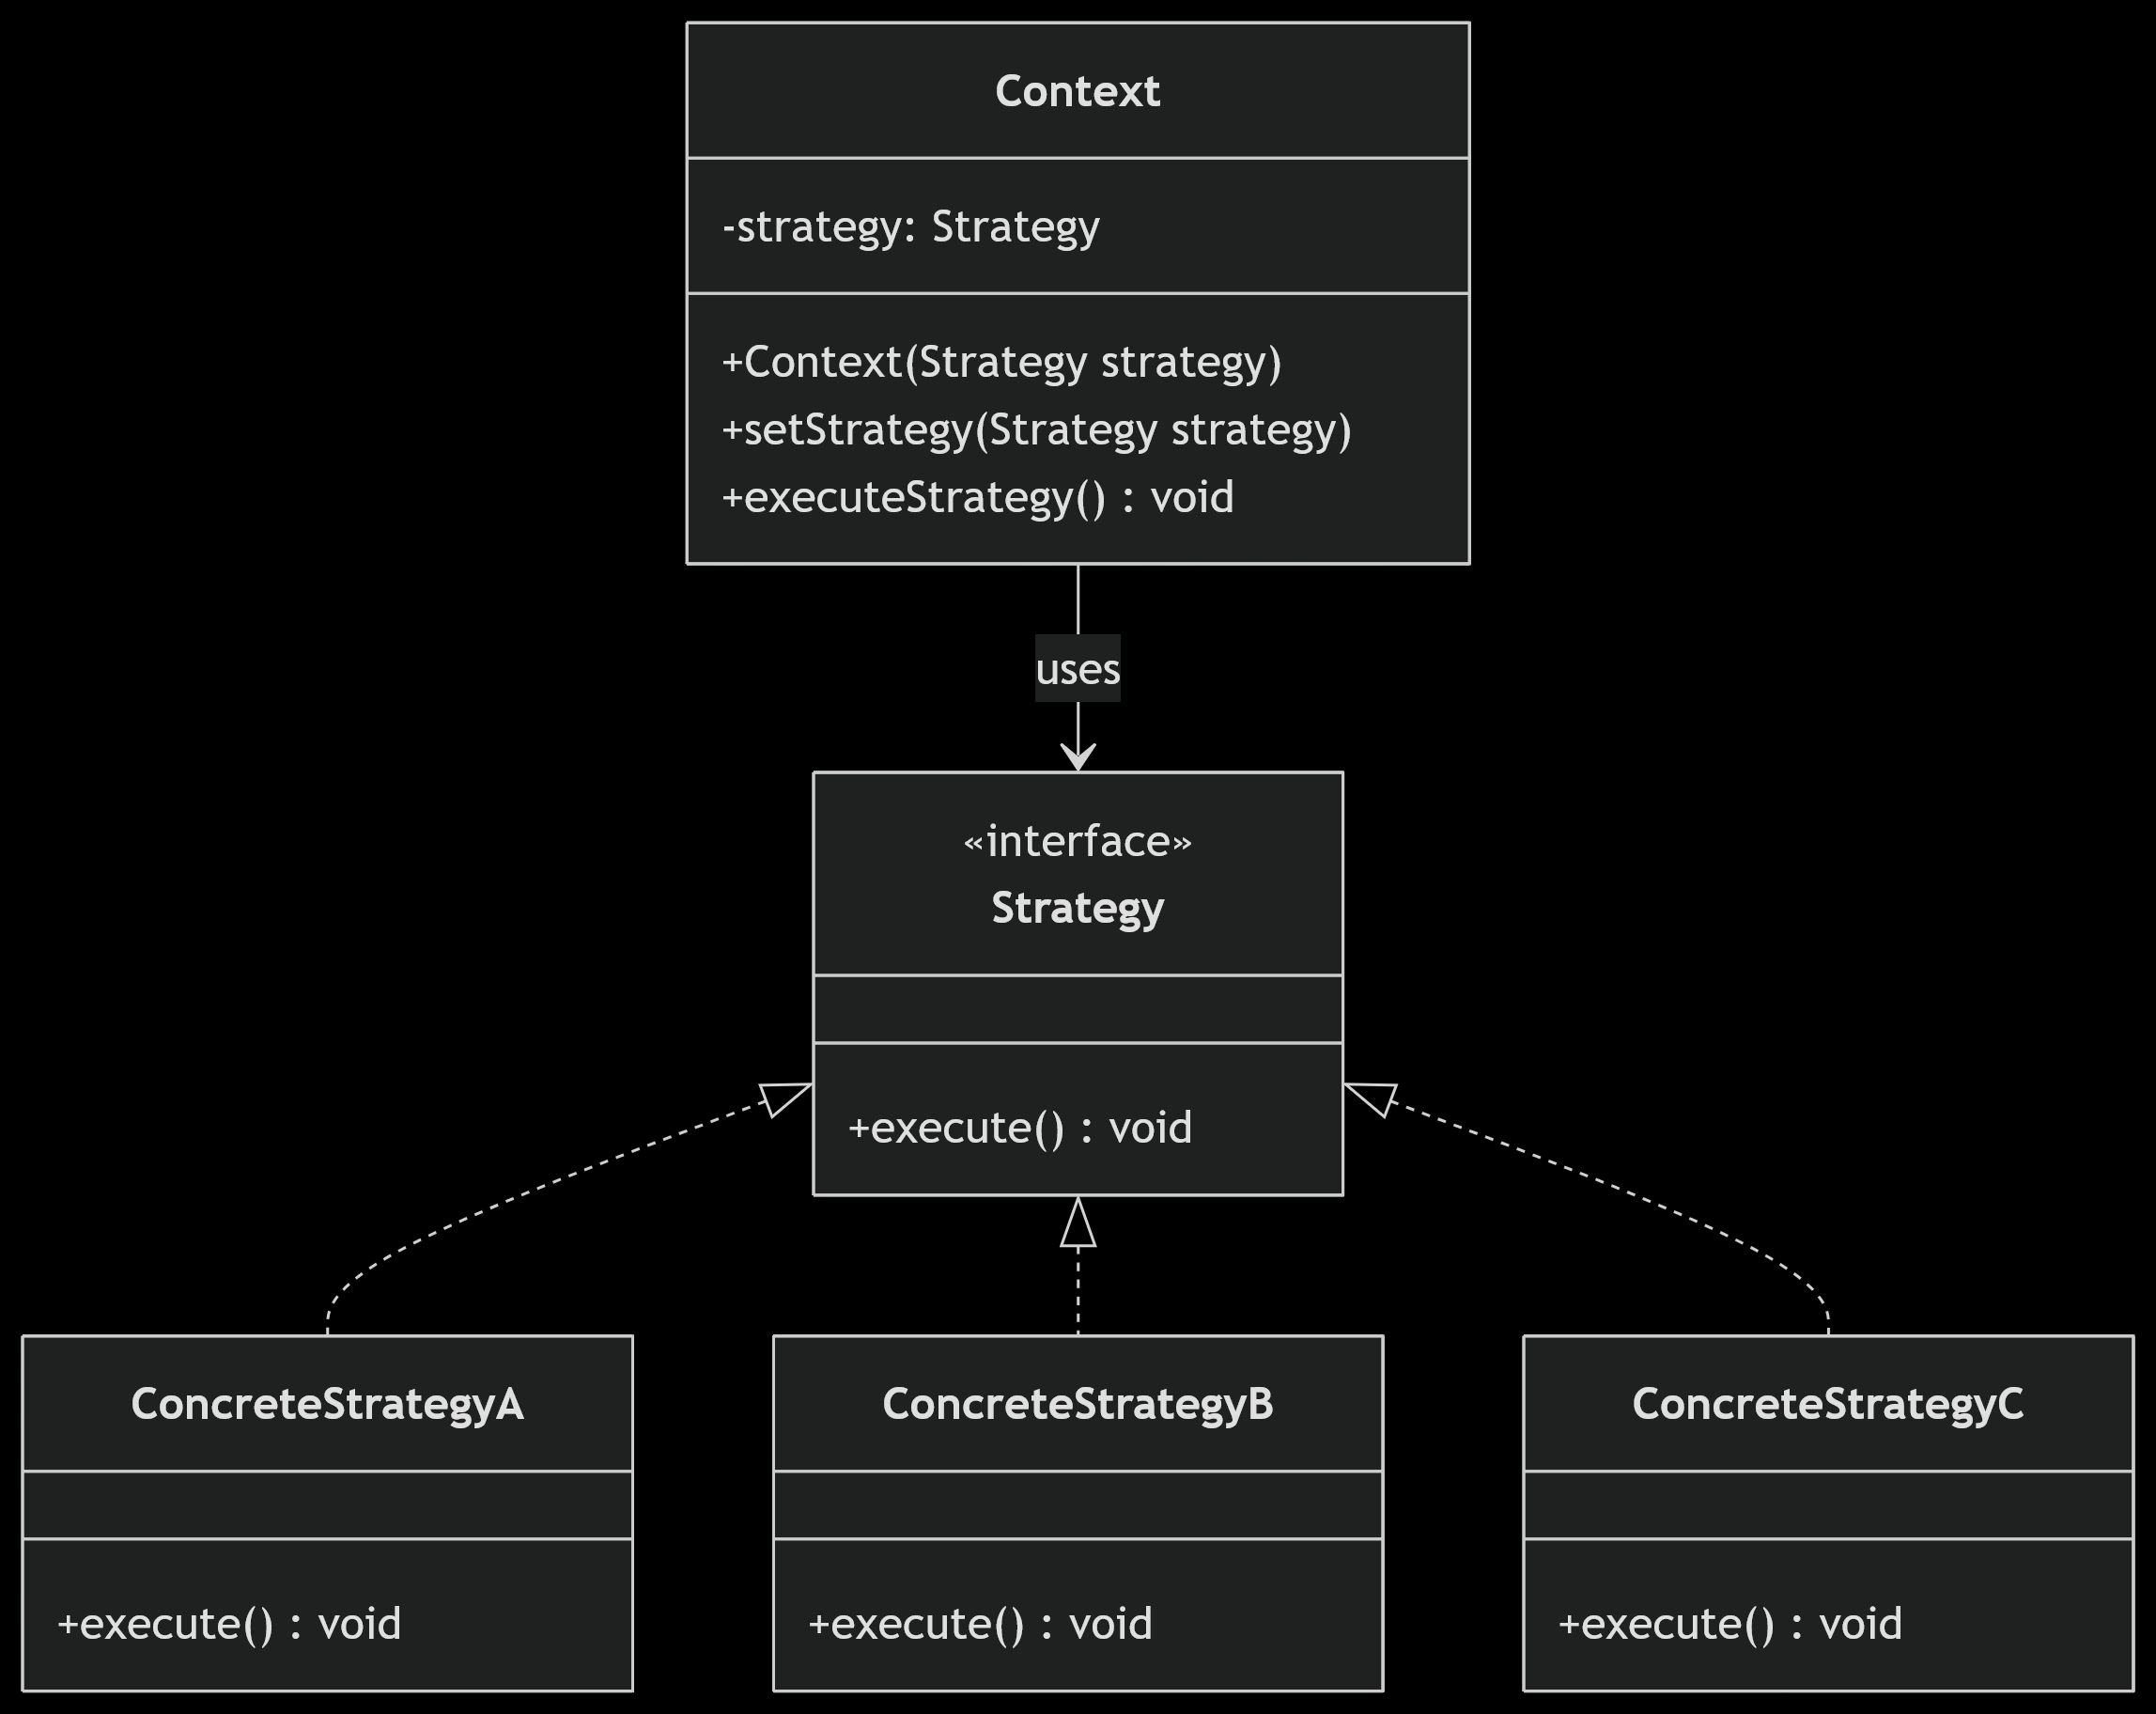 Context
-strategy: Strategy
+Context(Strategy strategy)
+setStrategy(Strategy strategy)
+executeStrategy() : void
uses
«interface»
Strategy
+execute() : void
ConcreteStrategyA
+execute() : void
ConcreteStrategyB
+execute() : void
ConcreteStrategyC
+execute() : void